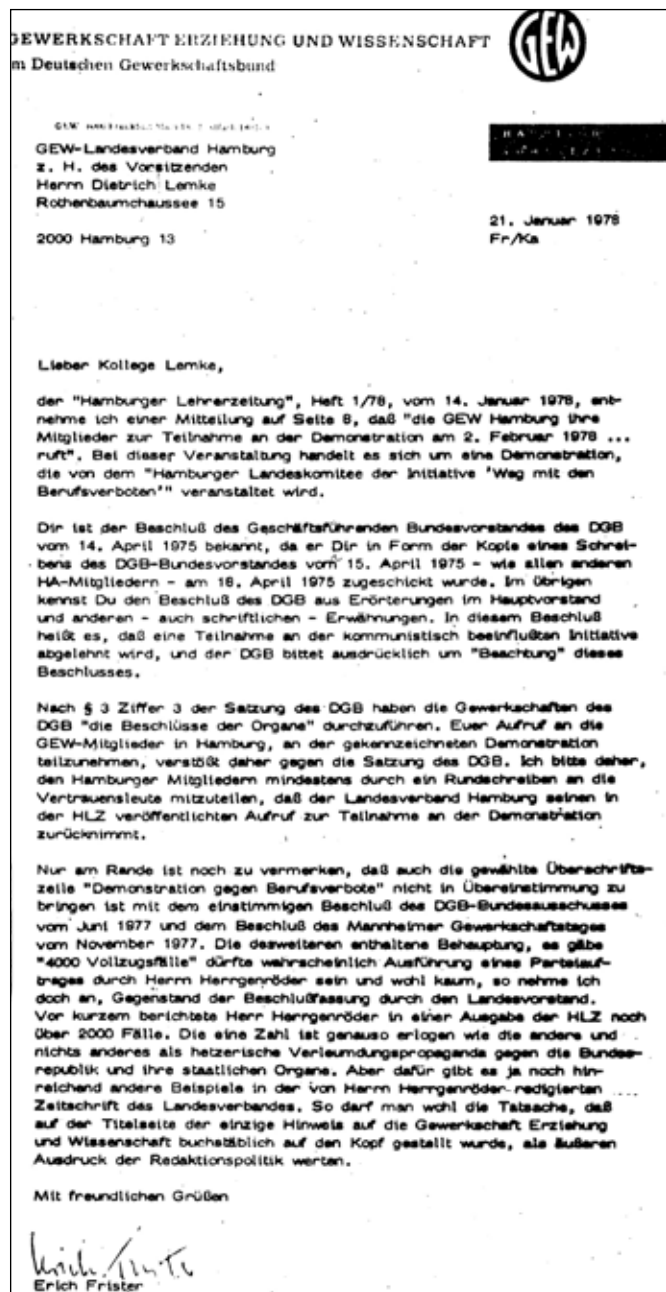 GEWERKSCHAFT ERZIEHUNG UND WISSENSCHAFT
m Deutschen Gewerkschaftsbund
GEW
GEW
GEW-Landesverband Hamburg
z. H. des Vorsitzenden
Herrn Dietrich Lemke
Rothenbaumchaussee 15
2000 Hamburg 13
21. Januar 1978
Fr/Ka
Lieber Kollege Lemke,
der "Hamburger Lehrerzeitung", Heft 1/78, vom 14. Januar 1978, ent-
nehme ich einer Mitteilung auf Seite 8, daß "die GEW Hamburg ihre
Mitglieder zur Teilnahme an der Demonstration am 2. Februar 1978 ...
ruft". Bei dieser Veranstaltung handelt es sich um eine Demonstration,
die von dem "Hamburger Landeskomitee der Initiative 'Weg mit den
Berufsverboten'" veranstaltet wird.
Dir ist der Beschluß des Geschäftsführenden Bundesvorstandes des DGB
vom 14. April 1975 bekannt, da er Dir in Form der Kopie eines Schrei-
bens des DGB-Bundesvorstandes vom 15. April 1975 - wie allen anderen
HA-Mitgliedern - am 18. April 1975 zugeschickt wurde. Im übrigen
kennst Du den Beschluß des DGB aus Erörterungen im Hauptvorstand
und anderen - auch schriftlichen - Erwähnungen. In diesem Beschluß
heißt es, daß eine Teilnahme an der kommunistisch beeinflußten Initiative
abgelehnt wird, und der DGB bittet ausdrücklich um "Beachtung" dieses
Beschlusses.
Nach § 3 Ziffer 3 der Satzung des DGB haben die Gewerkschaften des
DGB "die Beschlüsse der Organe" durchzuführen. Euer Aufruf an die
GEW-Mitglieder in Hamburg, an der gekennzeichneten Demonstration
teilzunehmen, verstößt daher gegen die Satzung des DGB. Ich bitte daher,
den Hamburger Mitgliedern mindestens durch ein Rundschreiben an die
Vertrauensleute mitzuteilen, daß der Landesverband Hamburg seinen in
der HLZ veröffentlichten Aufruf zur Teilnahme an der Demonstration
zurücknimmt.
Nur am Rande ist noch zu vermerken, daß auch die gewählte Überschrifts-
zeile "Demonstration gegen Berufsverbote" nicht in Übereinstimmung zu
bringen ist mit dem einstimmigen Beschluß des DGB-Bundesausschusses
vom Juni 1977 und dem Beschluß des Mannheimer Gewerkschaftstages
vom November 1977. Die desweiteren enthaltene Behauptung, es gäbe
"4000 Vollzugsfälle" dürfte wahrscheinlich Ausführung eines Parteiauf-
trages durch Herrn Herrgenröder sein und wohl kaum, so nehme ich
doch an, Gegenstand der Beschlußfassung durch den Landesvorstand.
Vor kurzem berichtete Herr Herrgenröder in einer Ausgabe der HLZ noch
über 2000 Fälle. Die eine Zahl ist genauso erlogen wie die andere und
nichts anderes als hetzerische Verleumdungspropaganda gegen die Bundes-
republik und ihre staatlichen Organe. Aber dafür gibt es ja noch hin-
reichend andere Beispiele in der von Herrn Herrgenröder redigierten
Zeitschrift des Landesverbandes. So darf man wohl die Tatsache, daß
auf der Titelseite der einzige Hinweis auf die Gewerkschaft Erziehung
und Wissenschaft buchstäblich auf den Kopf gestellt wurde, als äußeren
Ausdruck der Redaktionspolitik werten.
Mit freundlichen Grüßen
Erich Frister
Erich Frister